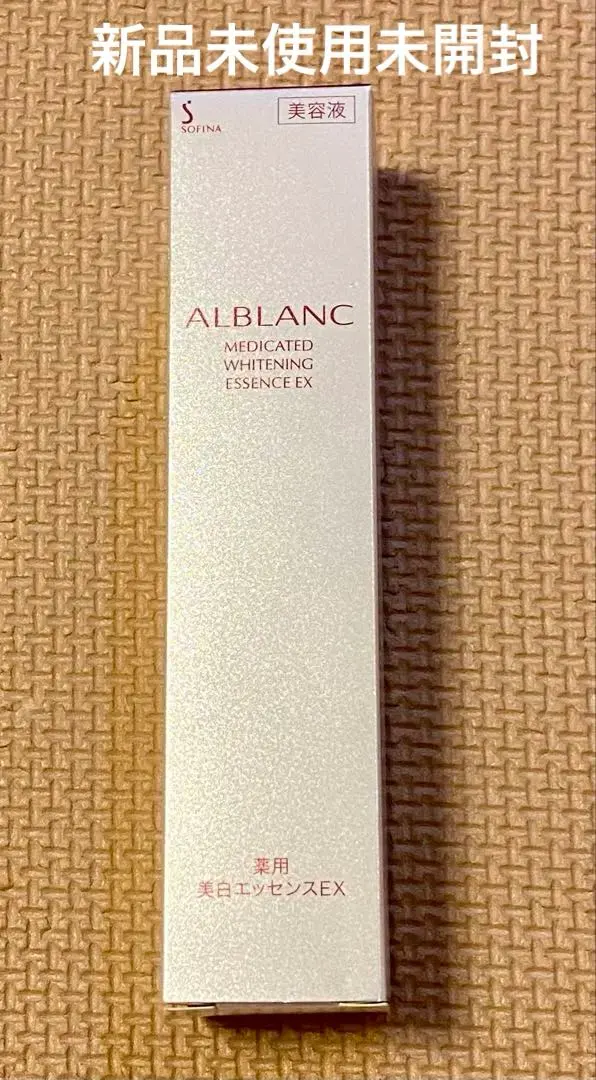 新品未使用未開封
SOFINA
美容液
ALBLANC
MEDICATED
WHITENING
ESSENCE EX
薬用
美白エッセンスEX